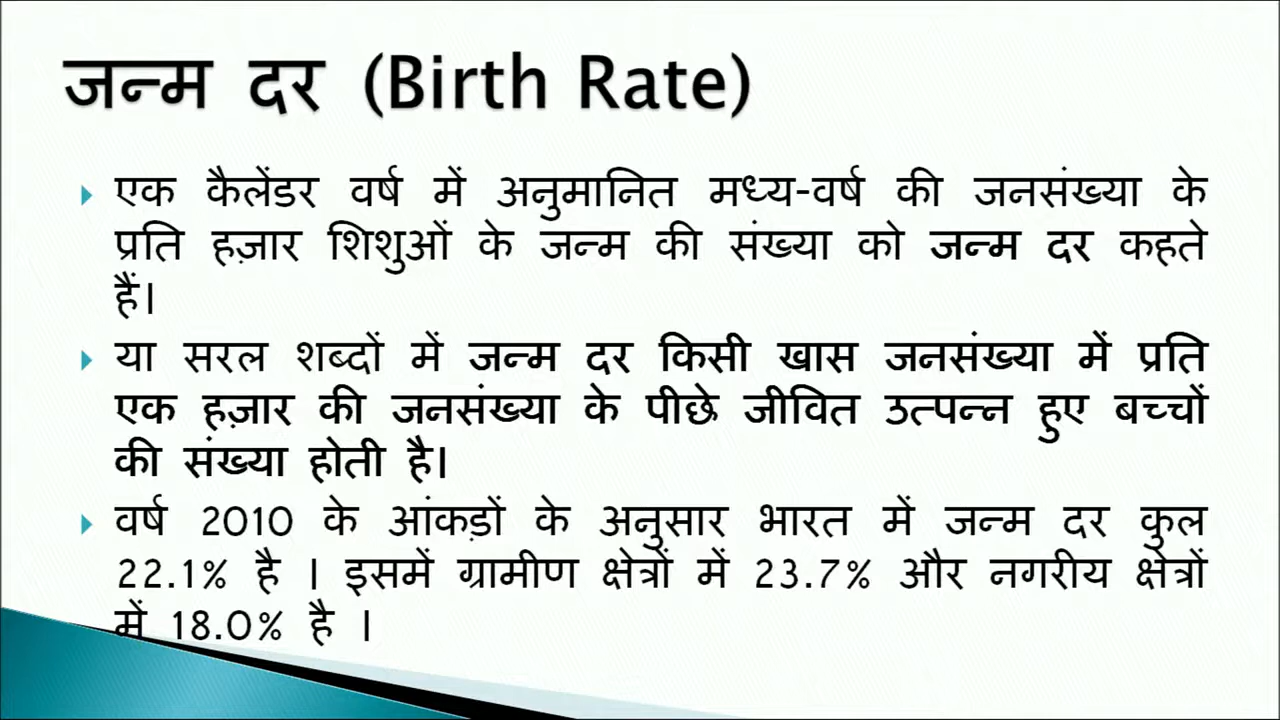 जन्म दर (Birth Rate)
एक कैलेंडर वर्ष में अनुमानित मध्य-वर्ष की जनसंख्या के
प्रति हज़ार शिशुओं के जन्म की संख्या को जन्म दर कहते
हैं।
या सरल शब्दों में जन्म दर किसी खास जनसंख्या में प्रति
एक हज़ार की जनसंख्या के पीछे जीवित उत्पन्न हुए बच्चों
की संख्या होती है।
वर्ष 2010 के आंकड़ों के अनुसार भारत में जन्म दर कुल
22.1% है । इसमें ग्रामीण क्षेत्रों में 23.7% और नगरीय क्षेत्रों
में 18.0% है ।